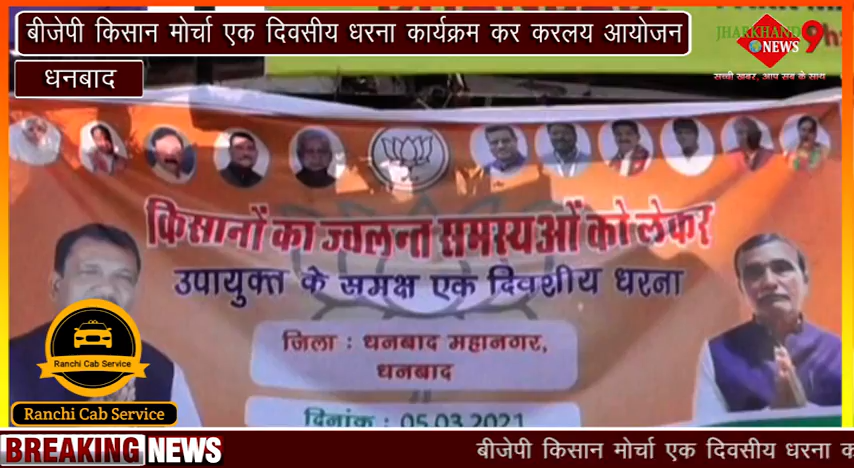 बीजेपी किसान मोर्चा एक दिवसीय धरना कार्यक्रम कर करलय आयोजन
धनबाद
JHARKHAND
NEWS 9
सच्ची खबर, आप सब के साथ
किसानों का ज्वलन्त समस्यओं को लेकर
उपायुक्त के समक्ष एक दिवशीय धरना
जिला : धनबाद महानगर,
धनबाद
दिनांक : 05.03.2021
Ranchi Cab Service
Ranchi Cab Service
BREAKING NEWS
बीजेपी किसान मोर्चा एक दिवसीय धरना